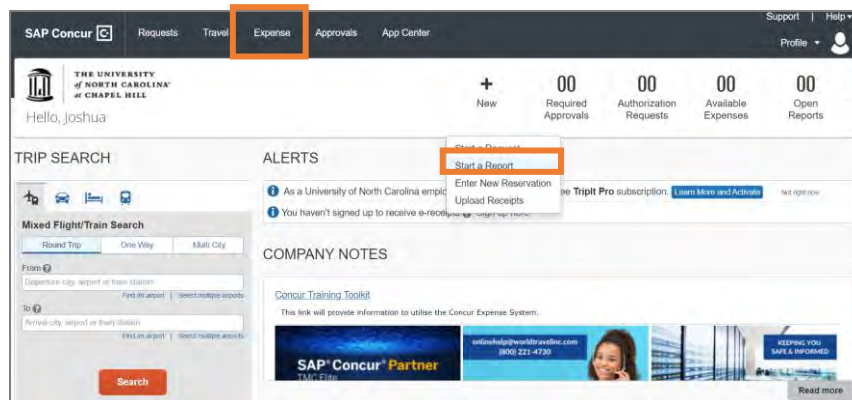 Support | Help
SAP Concur C Requests Travel Expense Approvals App Center
Profile
THE UNIVERSITY
of NORTH CAROLINA
at CHAPEL HILL
Hello, Joshua
+ 00 00 00 00
New Required Approvals Authorization Requests Available Expenses Open Reports
TRIP SEARCH
ALERTS
Start a Request
Start a Report
Enter New Reservation
Upload Receipts
As a University of North Carolina emplo
ee TripIt Pro subscription. Learn More and Activate Not right now
You haven't signed up to receive e-receipts. Sign up here
Mixed Flight/Train Search
Round Trip One Way Multi City
From
Departure city, airport or train station
Find an airport | Select multiple airports
To
Arrival city, airport or train station
Find an airport | Select multiple airports
Search
COMPANY NOTES
Concur Training Toolkit
This link will provide information to utilise the Concur Expense System.
SAP Concur Partner
TMC Elite
onlinehelp@worldtravelinc.com
(800) 221-4730
KEEPING YOU
SAFE & INFORMED
Read more